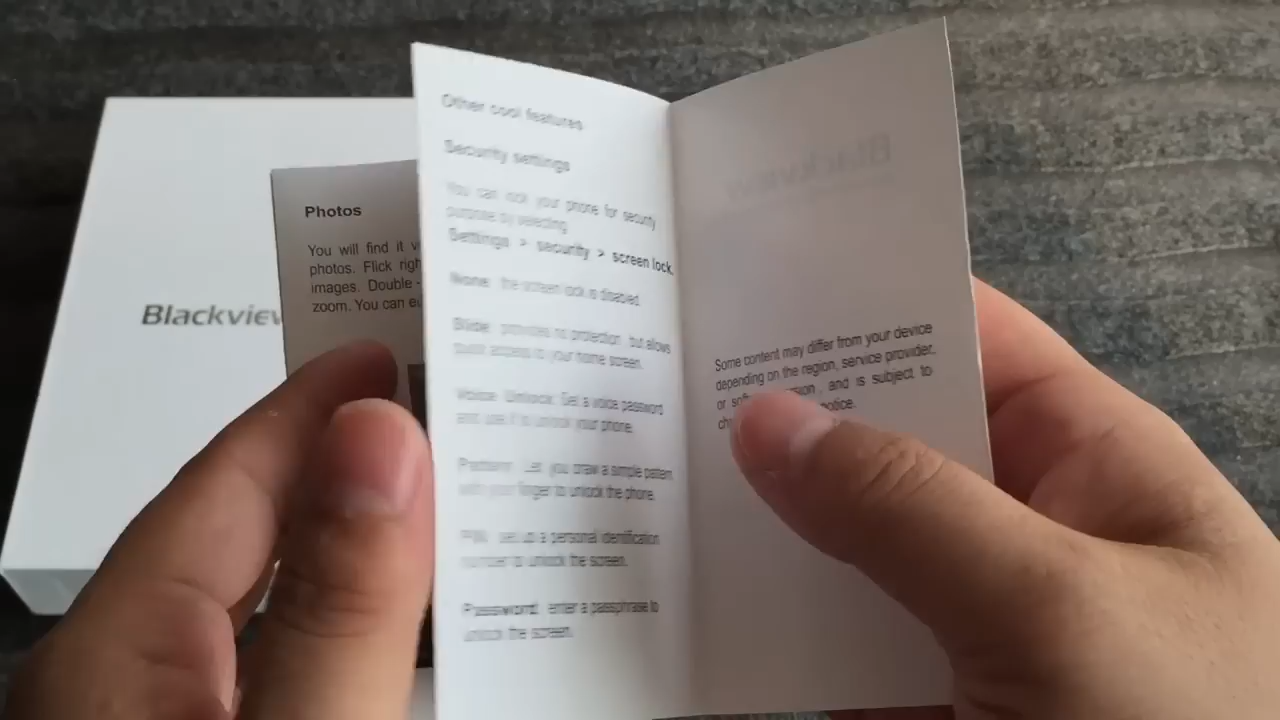 Blackview
Photos
You will find it
photos. Flick
images. Double -
zoom. You can
Other cool features
Security settings
You can lock your phone for security
purpose by selecting
Settings > security > screen lock.
None: the screen lock is disabled
Slide: provides no protection, but allows
quick access to your home screen.
Voice Unlock: Set a voice password
and use it to unlock your phone.
Pattern: Let you draw a simple pattern
with your finger to unlock the phone.
PIN: set up a personal identification
number to unlock the screen.
Password: enter a passphrase to
unlock the screen.
Blackview
Some content may differ from your device
depending on the region, service provider,
or , and is subject to